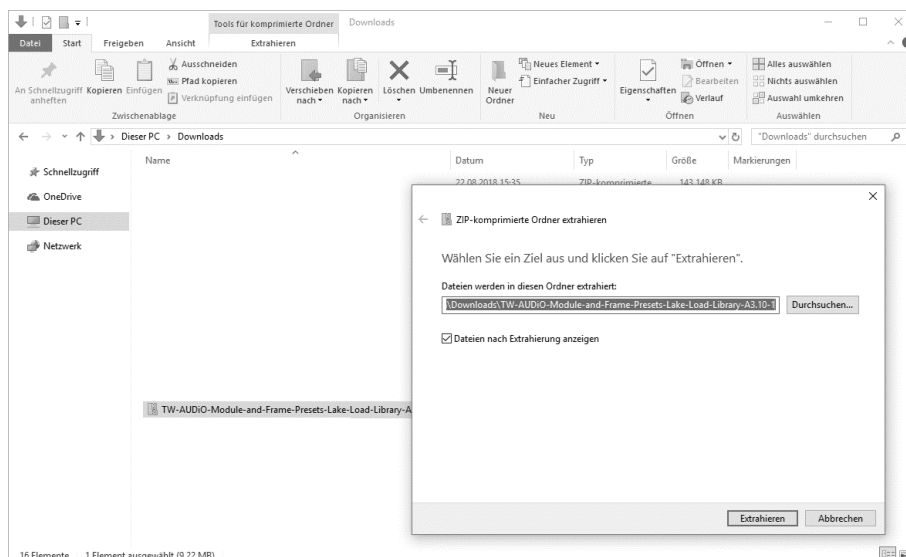 Tools für komprimierte Ordner Downloads
Datei Start Freigeben Ansicht Extrahieren
An Schnellzugriff anheften
Kopieren
Einfügen
Ausschneiden
Pfad kopieren
Verknüpfung einfügen
Zwischenablage
Verschieben nach
Kopieren nach
Löschen
Umbenennen
Organisieren
Neuer Ordner
Neues Element
Einfacher Zugriff
Neu
Eigenschaften
Öffnen
Bearbeiten
Verlauf
Öffnen
Alles auswählen
Nichts auswählen
Auswahl umkehren
Auswählen
Dieser PC > Downloads
"Downloads" durchsuchen
Name Datum Typ Größe Markierungen
22.08.2018 15:35 ZIP-komprimierte 143.148 KB
Schnellzugriff
OneDrive
Dieser PC
Netzwerk
ZIP-komprimierte Ordner extrahieren
Wählen Sie ein Ziel aus und klicken Sie auf "Extrahieren".
Dateien werden in diesen Ordner extrahiert:
\Downloads\TW-AUDiO-Module-and-Frame-Presets-Lake-Load-Library-A3.10-1 Durchsuchen...
Dateien nach Extrahierung anzeigen
TW-AUDiO-Module-and-Frame-Presets-Lake-Load-Library-A
Extrahieren Abbrechen
16 Elemente 1 Element ausgewählt (9,22 MB)